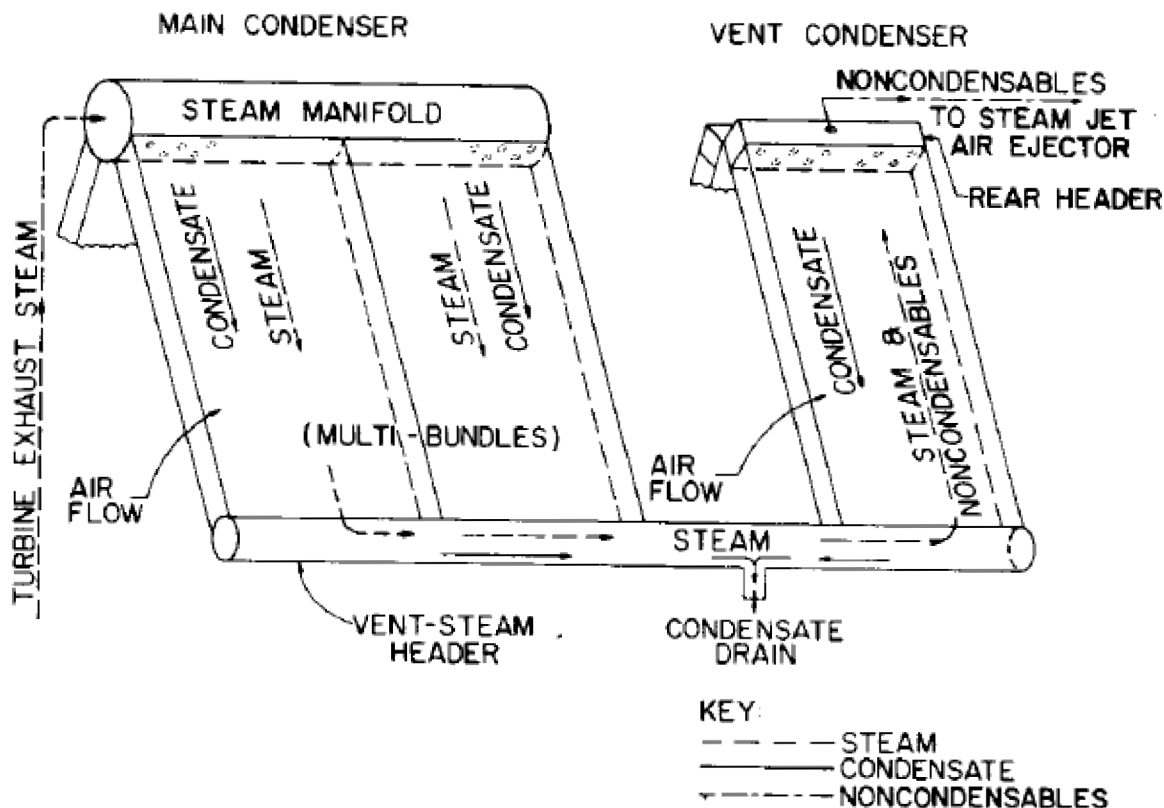 MAIN CONDENSER
VENT CONDENSER
NONCONDENSABLES
TO STEAM JET
AIR EJECTOR
REAR HEADER
STEAM MANIFOLD
TURBINE EXHAUST STEAM
CONDENSATE
STEAM
STEAM
CONDENSATE
CONDENSATE
STEAM &
NONCONDENSABLES
(MULTI-BUNDLES)
AIR
FLOW
AIR
FLOW
STEAM
VENT-STEAM
HEADER
CONDENSATE
DRAIN
KEY:
STEAM
CONDENSATE
NONCONDENSABLES